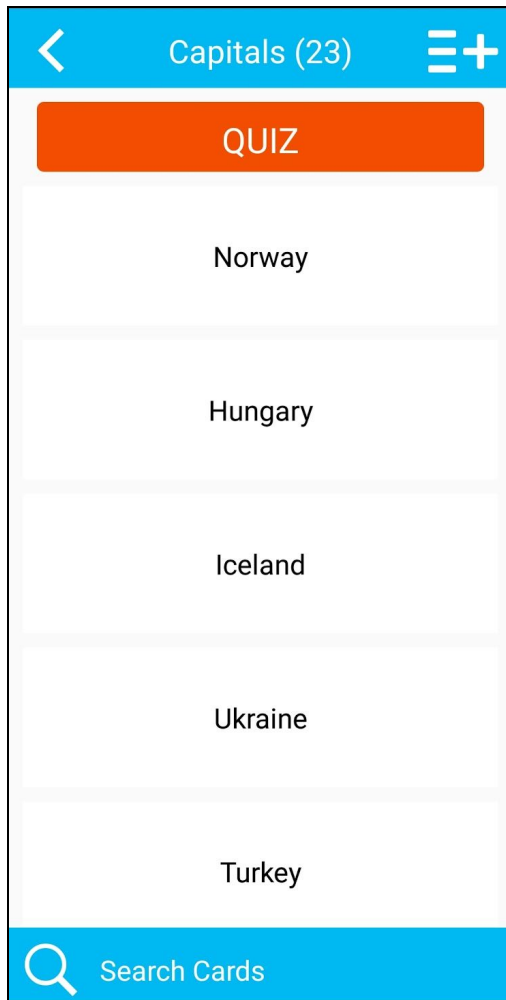 Capitals (23)
QUIZ
Norway
Hungary
Iceland
Ukraine
Turkey
Search Cards